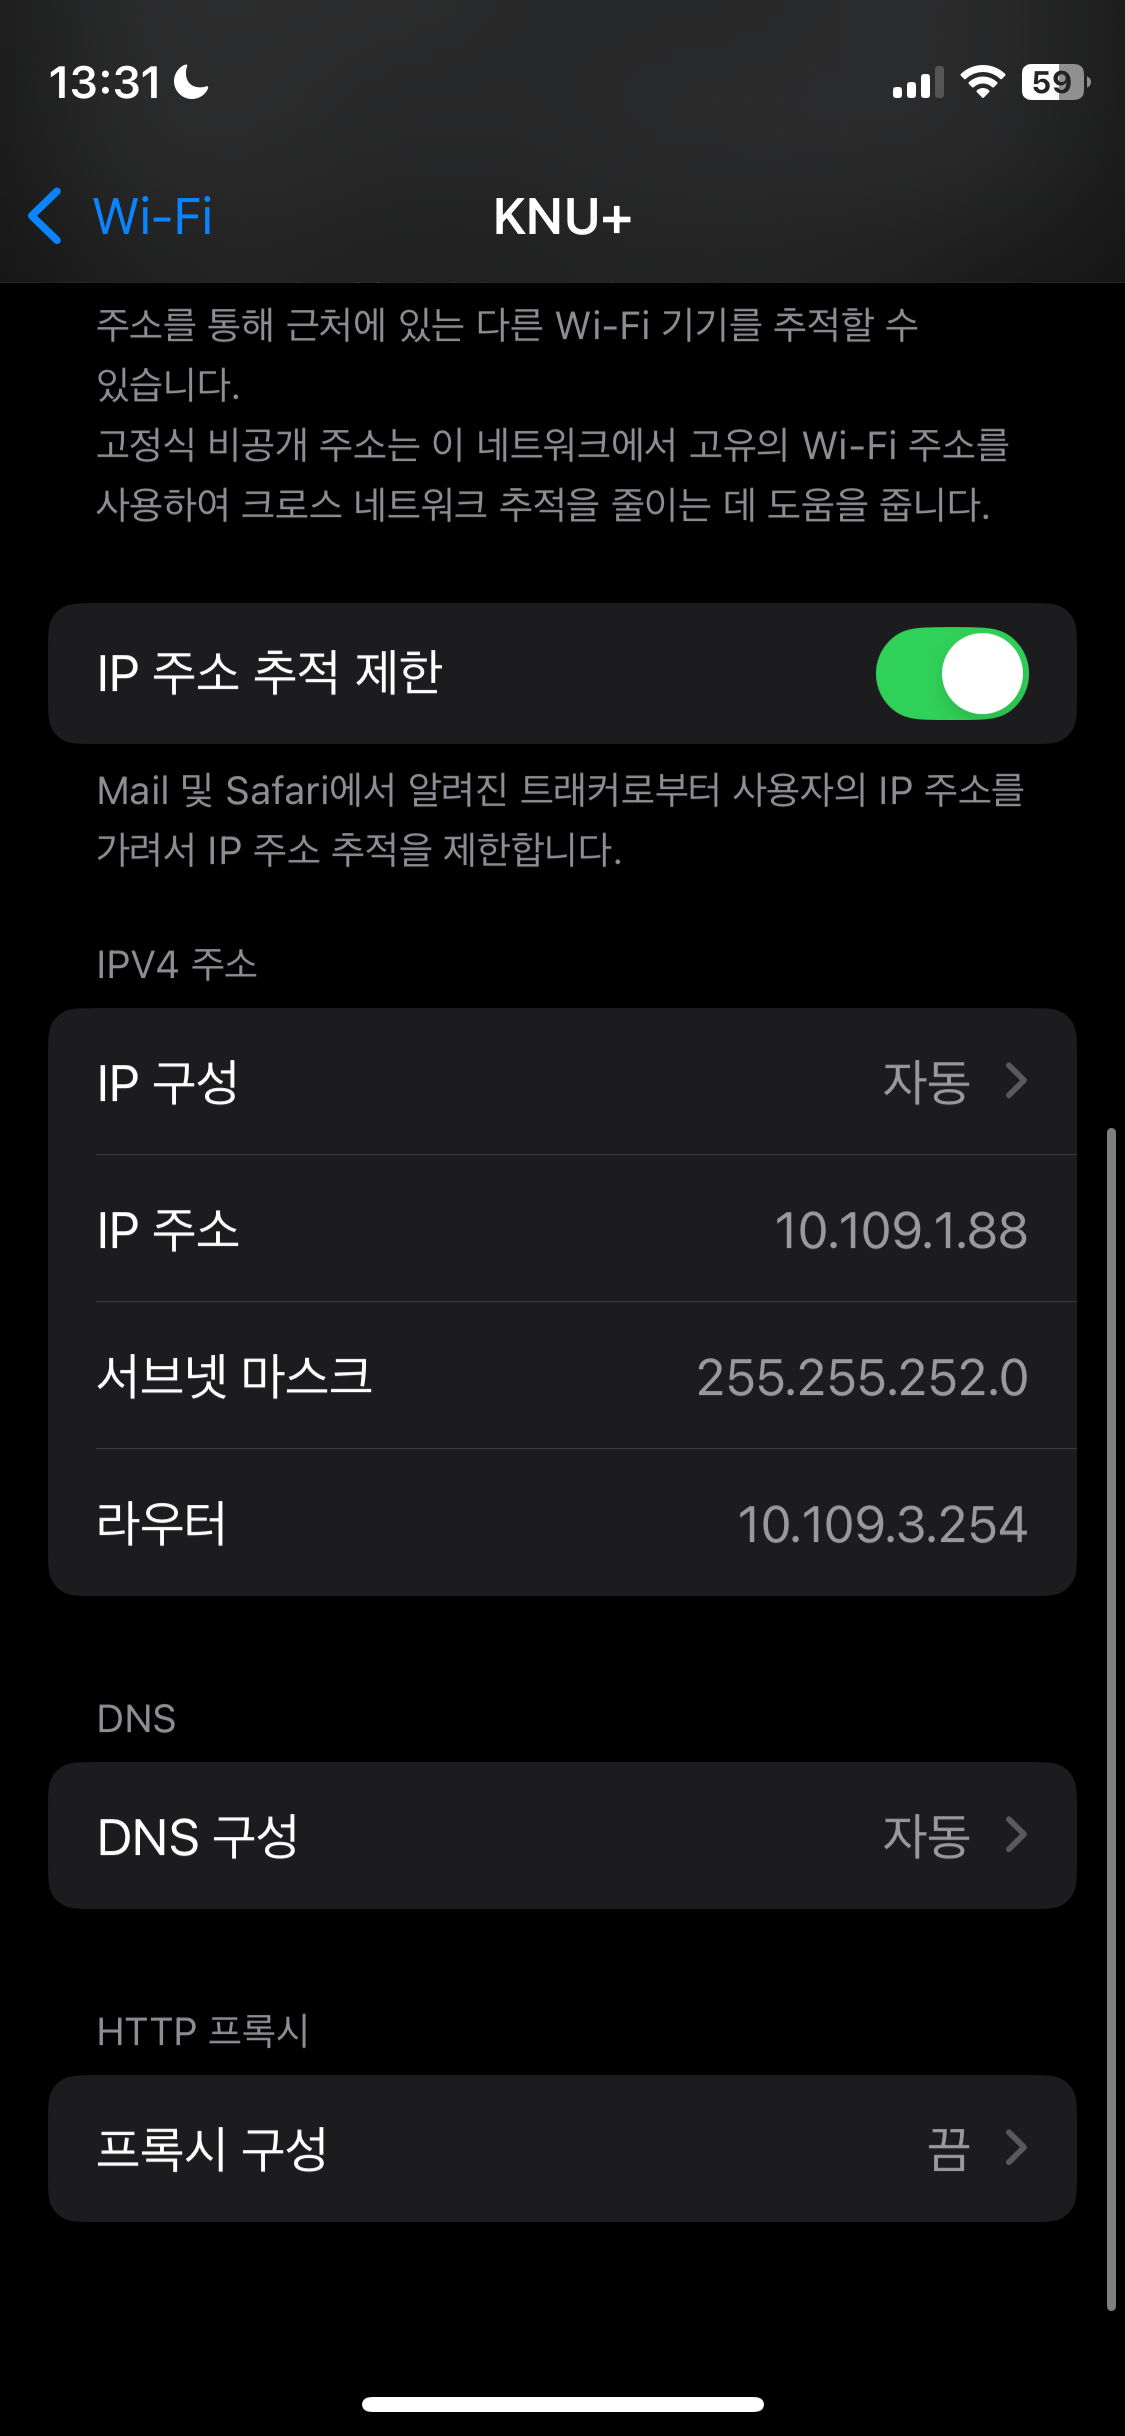 13:31
59
Wi-Fi
KNU+
주소를 통해 근처에 있는 다른 Wi-Fi 기기를 추적할 수
있습니다.
고정식 비공개 주소는 이 네트워크에서 고유의 Wi-Fi 주소를
사용하여 크로스 네트워크 추적을 줄이는 데 도움을 줍니다.
IP 주소 추적 제한
Mail 및 Safari에서 알려진 트래커로부터 사용자의 IP 주소를
가려서 IP 주소 추적을 제한합니다.
IPV4 주소
IP 구성 자동
IP 주소 10.109.1.88
서브넷 마스크 255.255.252.0
라우터 10.109.3.254
DNS
DNS 구성 자동
HTTP 프록시
프록시 구성 끔